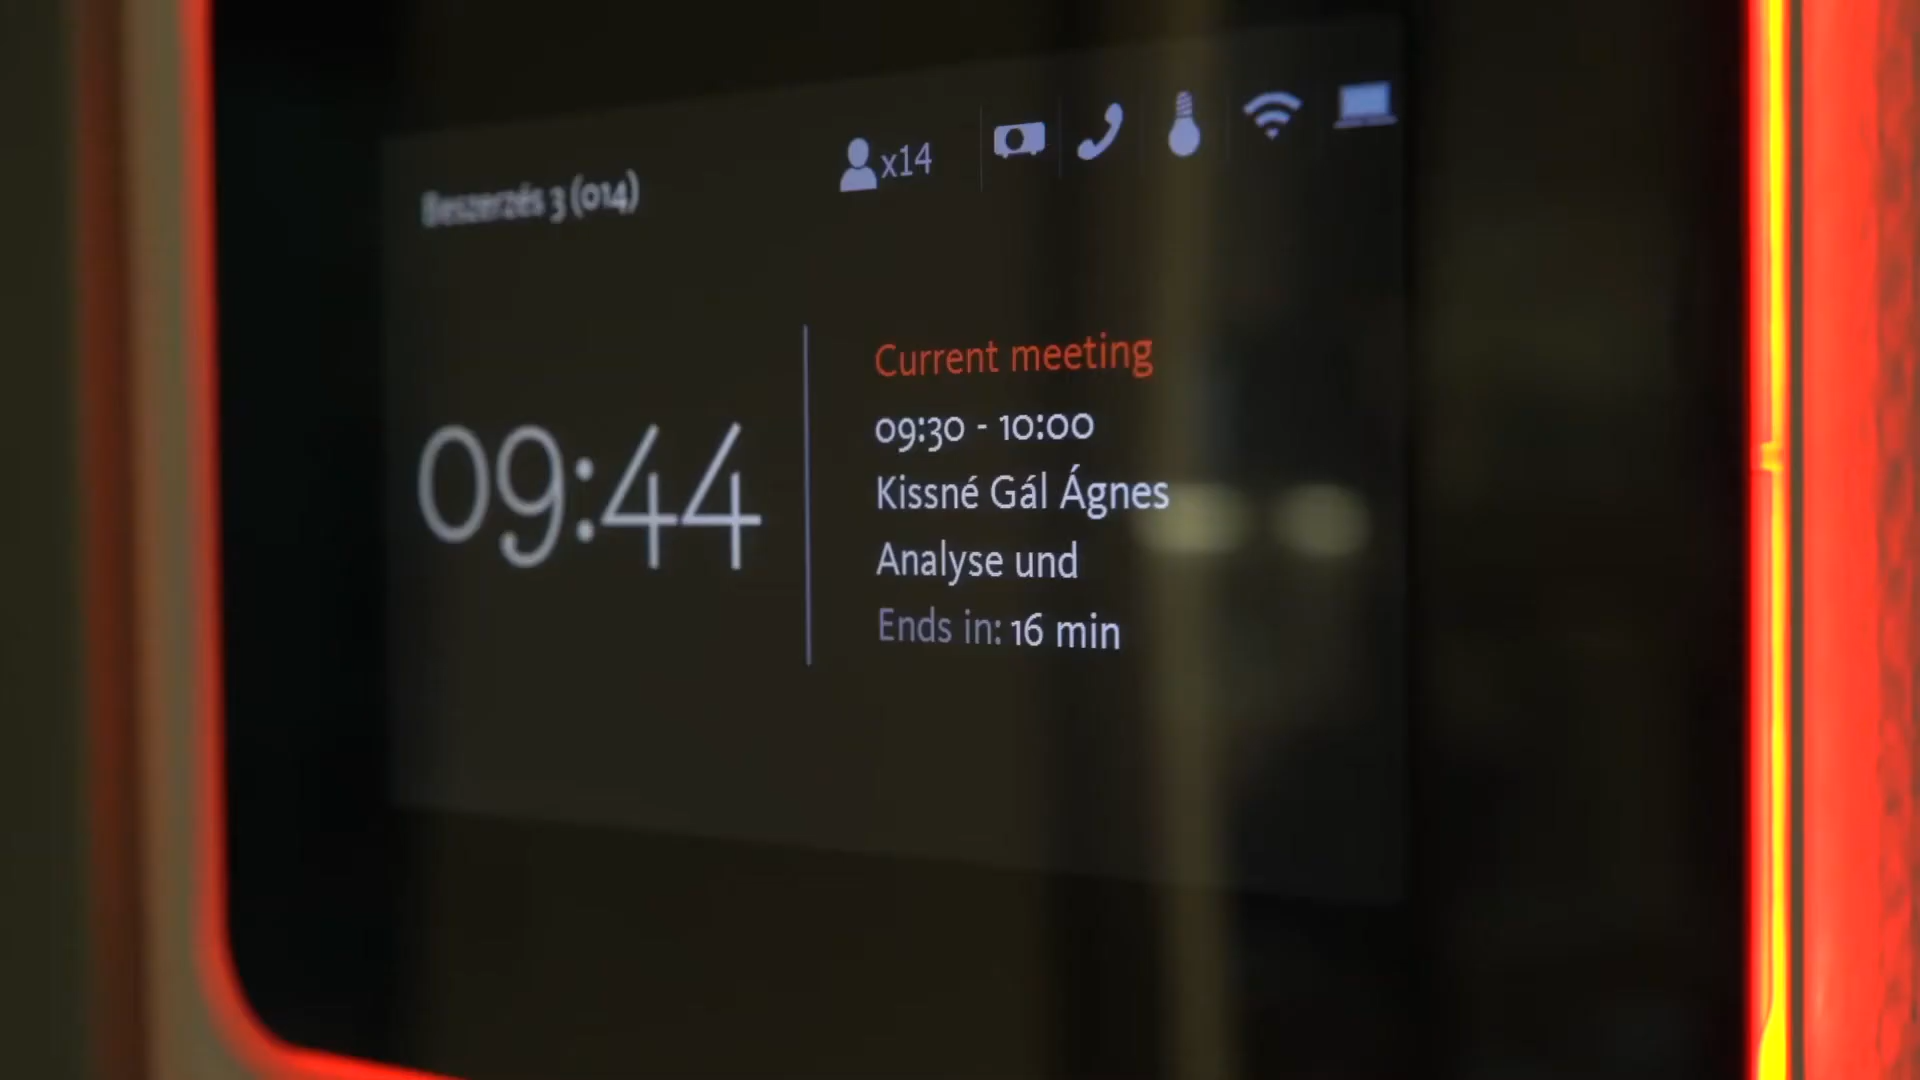 Beszerzés 3 (014)
x14
09:44
Current meeting
09:30 - 10:00
Kissné Gál Ágnes
Analyse und
Ends in: 16 min